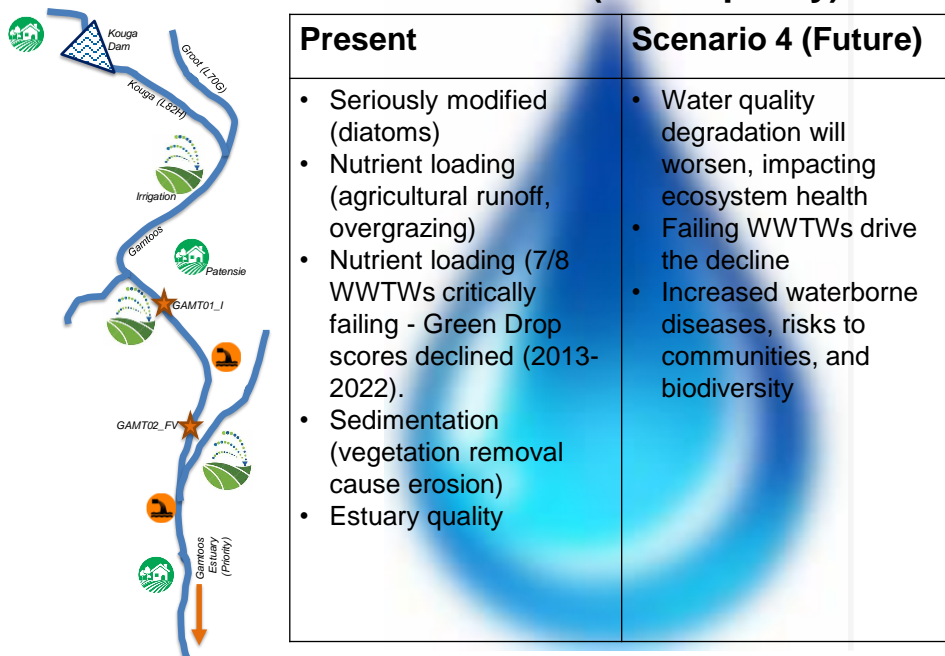 Kouga
Dam
Groot (L70G)
Kouga (L82H)
Irrigation
Gamtoos
Patensie
GAMT01_I
GAMT02_FV
Gamtoos
Estuary
(Priority)
Present
• Seriously modified
(diatoms)
• Nutrient loading
(agricultural runoff,
overgrazing)
• Nutrient loading (7/8
WWTWs critically
failing - Green Drop
scores declined (2013-
2022).
• Sedimentation
(vegetation removal
cause erosion)
• Estuary quality
Scenario 4 (Future)
• Water quality
degradation will
worsen, impacting
ecosystem health
• Failing WWTWs drive
the decline
• Increased waterborne
diseases, risks to
communities, and
biodiversity